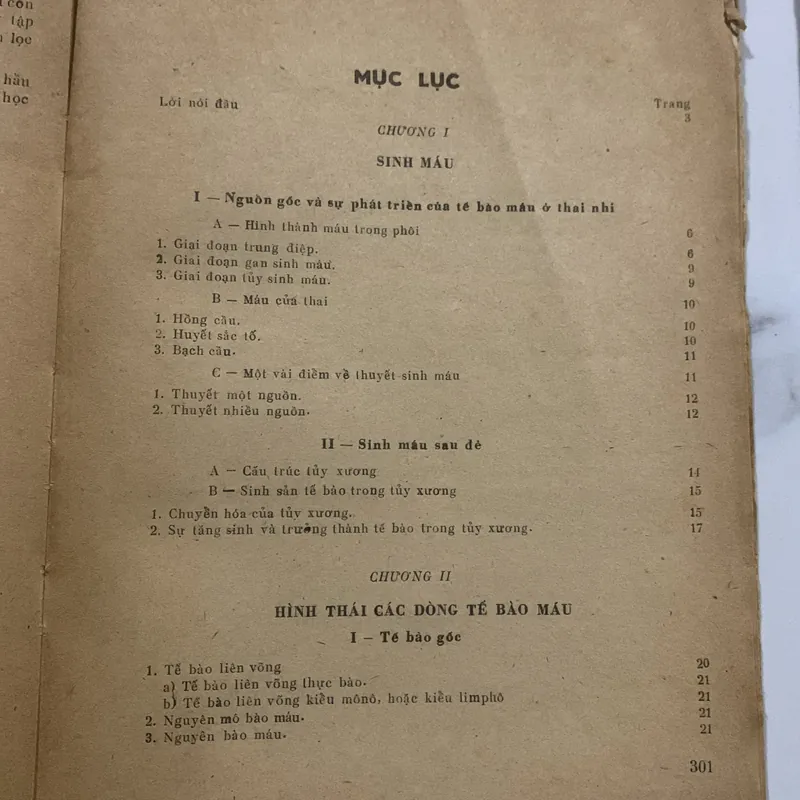 i con
tập
lọc
hầu
học
MỤC LỤC
Lời nói đầu Trang
3
CHƯƠNG I
SINH MÁU
I — Nguồn gốc và sự phát triển của tế bào máu ở thai nhi
A — Hình thành máu trong phôi 6
1. Giai đoạn trung điệp. 6
2. Giai đoạn gan sinh máu. 9
3. Giai đoạn tủy sinh máu. 9
B — Máu của thai 10
1. Hồng cầu. 10
2. Huyết sắc tố. 10
3. Bạch cầu. 11
C — Một vài điểm về thuyết sinh máu 11
1. Thuyết một nguồn. 12
2. Thuyết nhiều nguồn. 12
II — Sinh máu sau đẻ
A — Cấu trúc tủy xương 14
B — Sinh sản tế bào trong tủy xương 15
1. Chuyển hóa của tủy xương. 15
2. Sự tăng sinh và trưởng thành tế bào trong tủy xương. 17
CHƯƠNG II
HÌNH THÁI CÁC DÒNG TẾ BÀO MÁU
I — Tế bào gốc
1. Tế bào liên võng 20
a) Tế bào liên võng thực bào. 21
b) Tế bào liên võng kiểu mônô, hoặc kiểu limphô 21
2. Nguyên mô bào máu. 21
3. Nguyên bào máu. 21
301